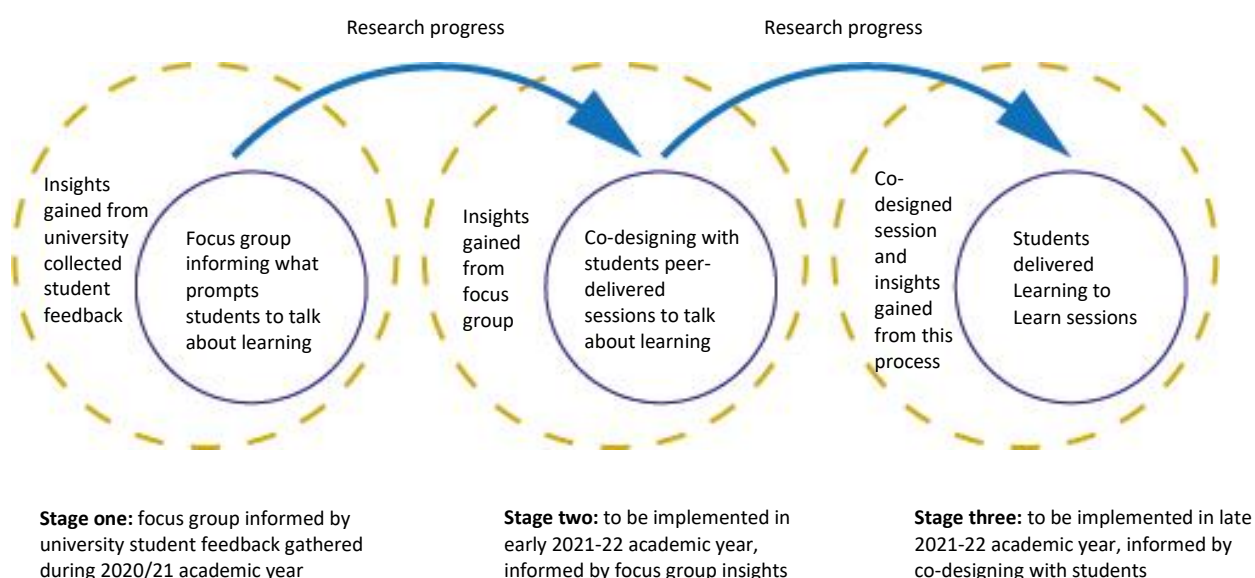 Research progress
Research progress
Insights
gained from
university
collected
student
feedback
Focus group
informing what
prompts
students to talk
about learning
Insights
gained
from
focus
group
Co-designing with
students peer-
delivered
sessions to talk
about learning
Co-
designed
session
and
insights
gained
from this
process
Students
delivered
Learning to
Learn sessions
Stage one: focus group informed by
university student feedback gathered
during 2020/21 academic year
Stage two: to be implemented in
early 2021-22 academic year,
informed by focus group insights
Stage three: to be implemented in late
2021-22 academic year, informed by
co-designing with students